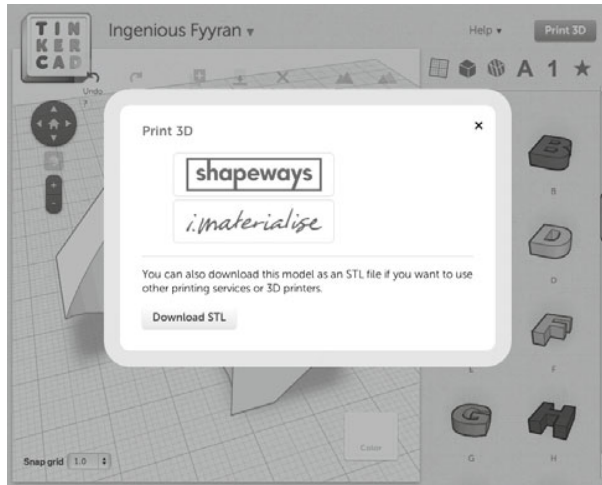 TIN
KER
CAD
Ingenious Fyyran ▾
Help ▾
Print 3D
Undo
A 1 ★
Print 3D
×
shapeways
i.materialise
You can also download this model as an STL file if you want to use
other printing services or 3D printers.
Download STL
B
D
F
G
H
B
F
G
H
Color
Snap grid 1.0